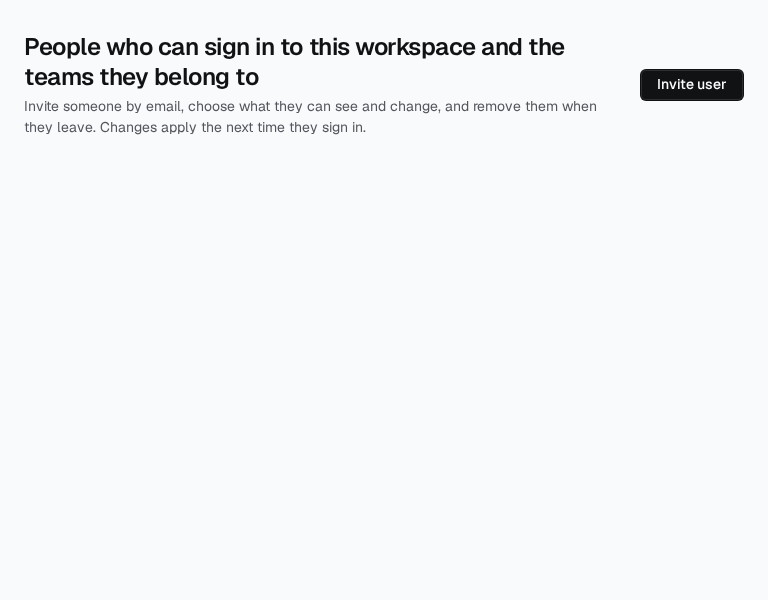 People who can sign in to this workspace and the
teams they belong to
Invite someone by email, choose what they can see and change, and remove them when
they leave. Changes apply the next time they sign in.
Invite user